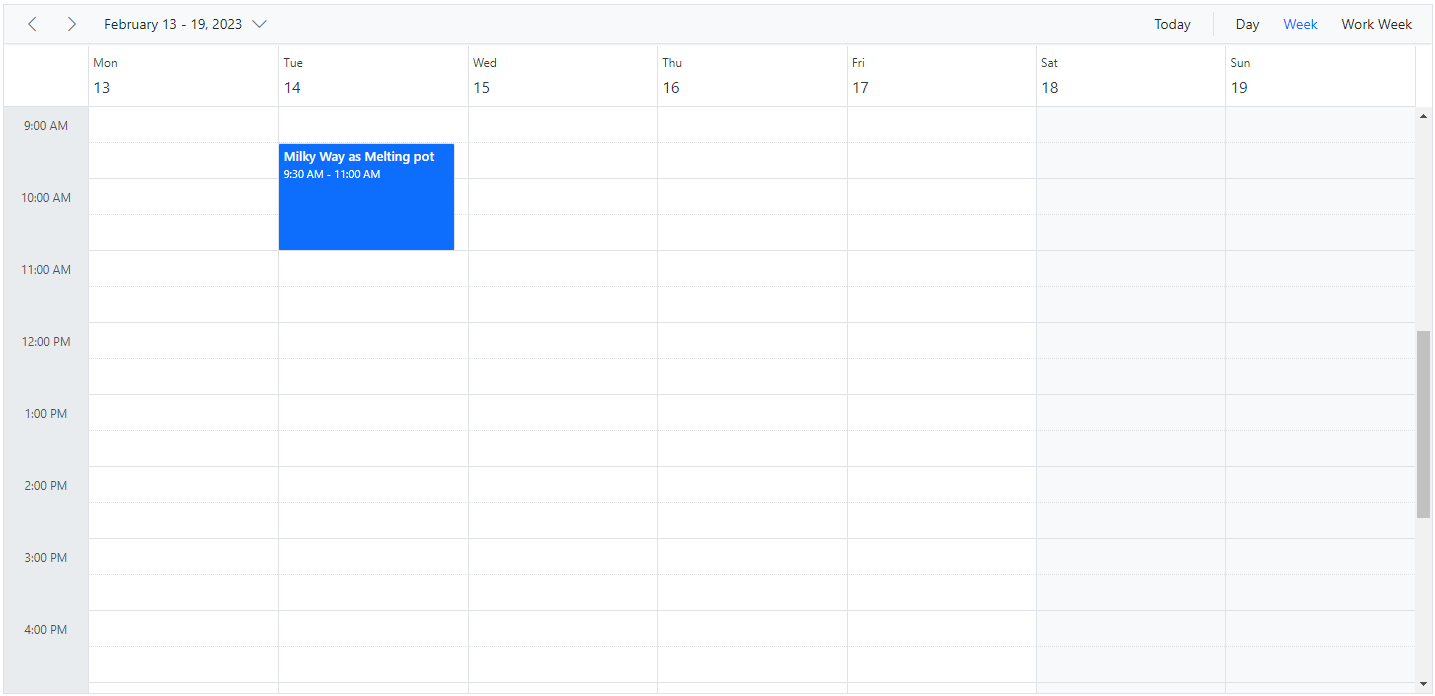 February 13 - 19, 2023 Today Day Week Work Week
Mon Tue Wed Thu Fri Sat Sun
13 14 15 16 17 18 19
9:00 AM
Milky Way as Melting pot
9:30 AM - 11:00 AM
10:00 AM
11:00 AM
12:00 PM
1:00 PM
2:00 PM
3:00 PM
4:00 PM